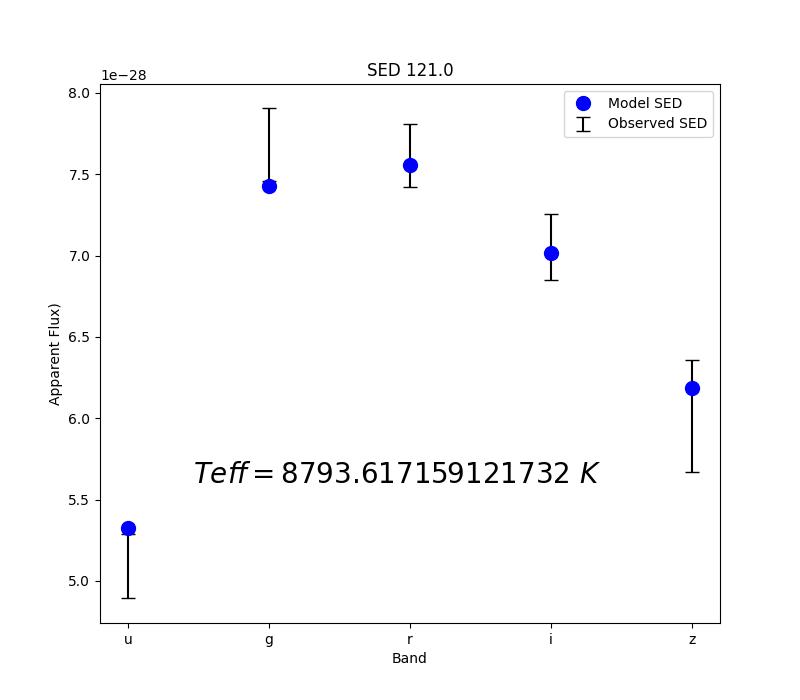 SED 121.0
1e−28
Model SED
Observed SED
8.0
7.5
7.0
6.5
6.0
5.5
5.0
Apparent Flux)
Teff = 8793.617159121732 K
u g r i z
Band